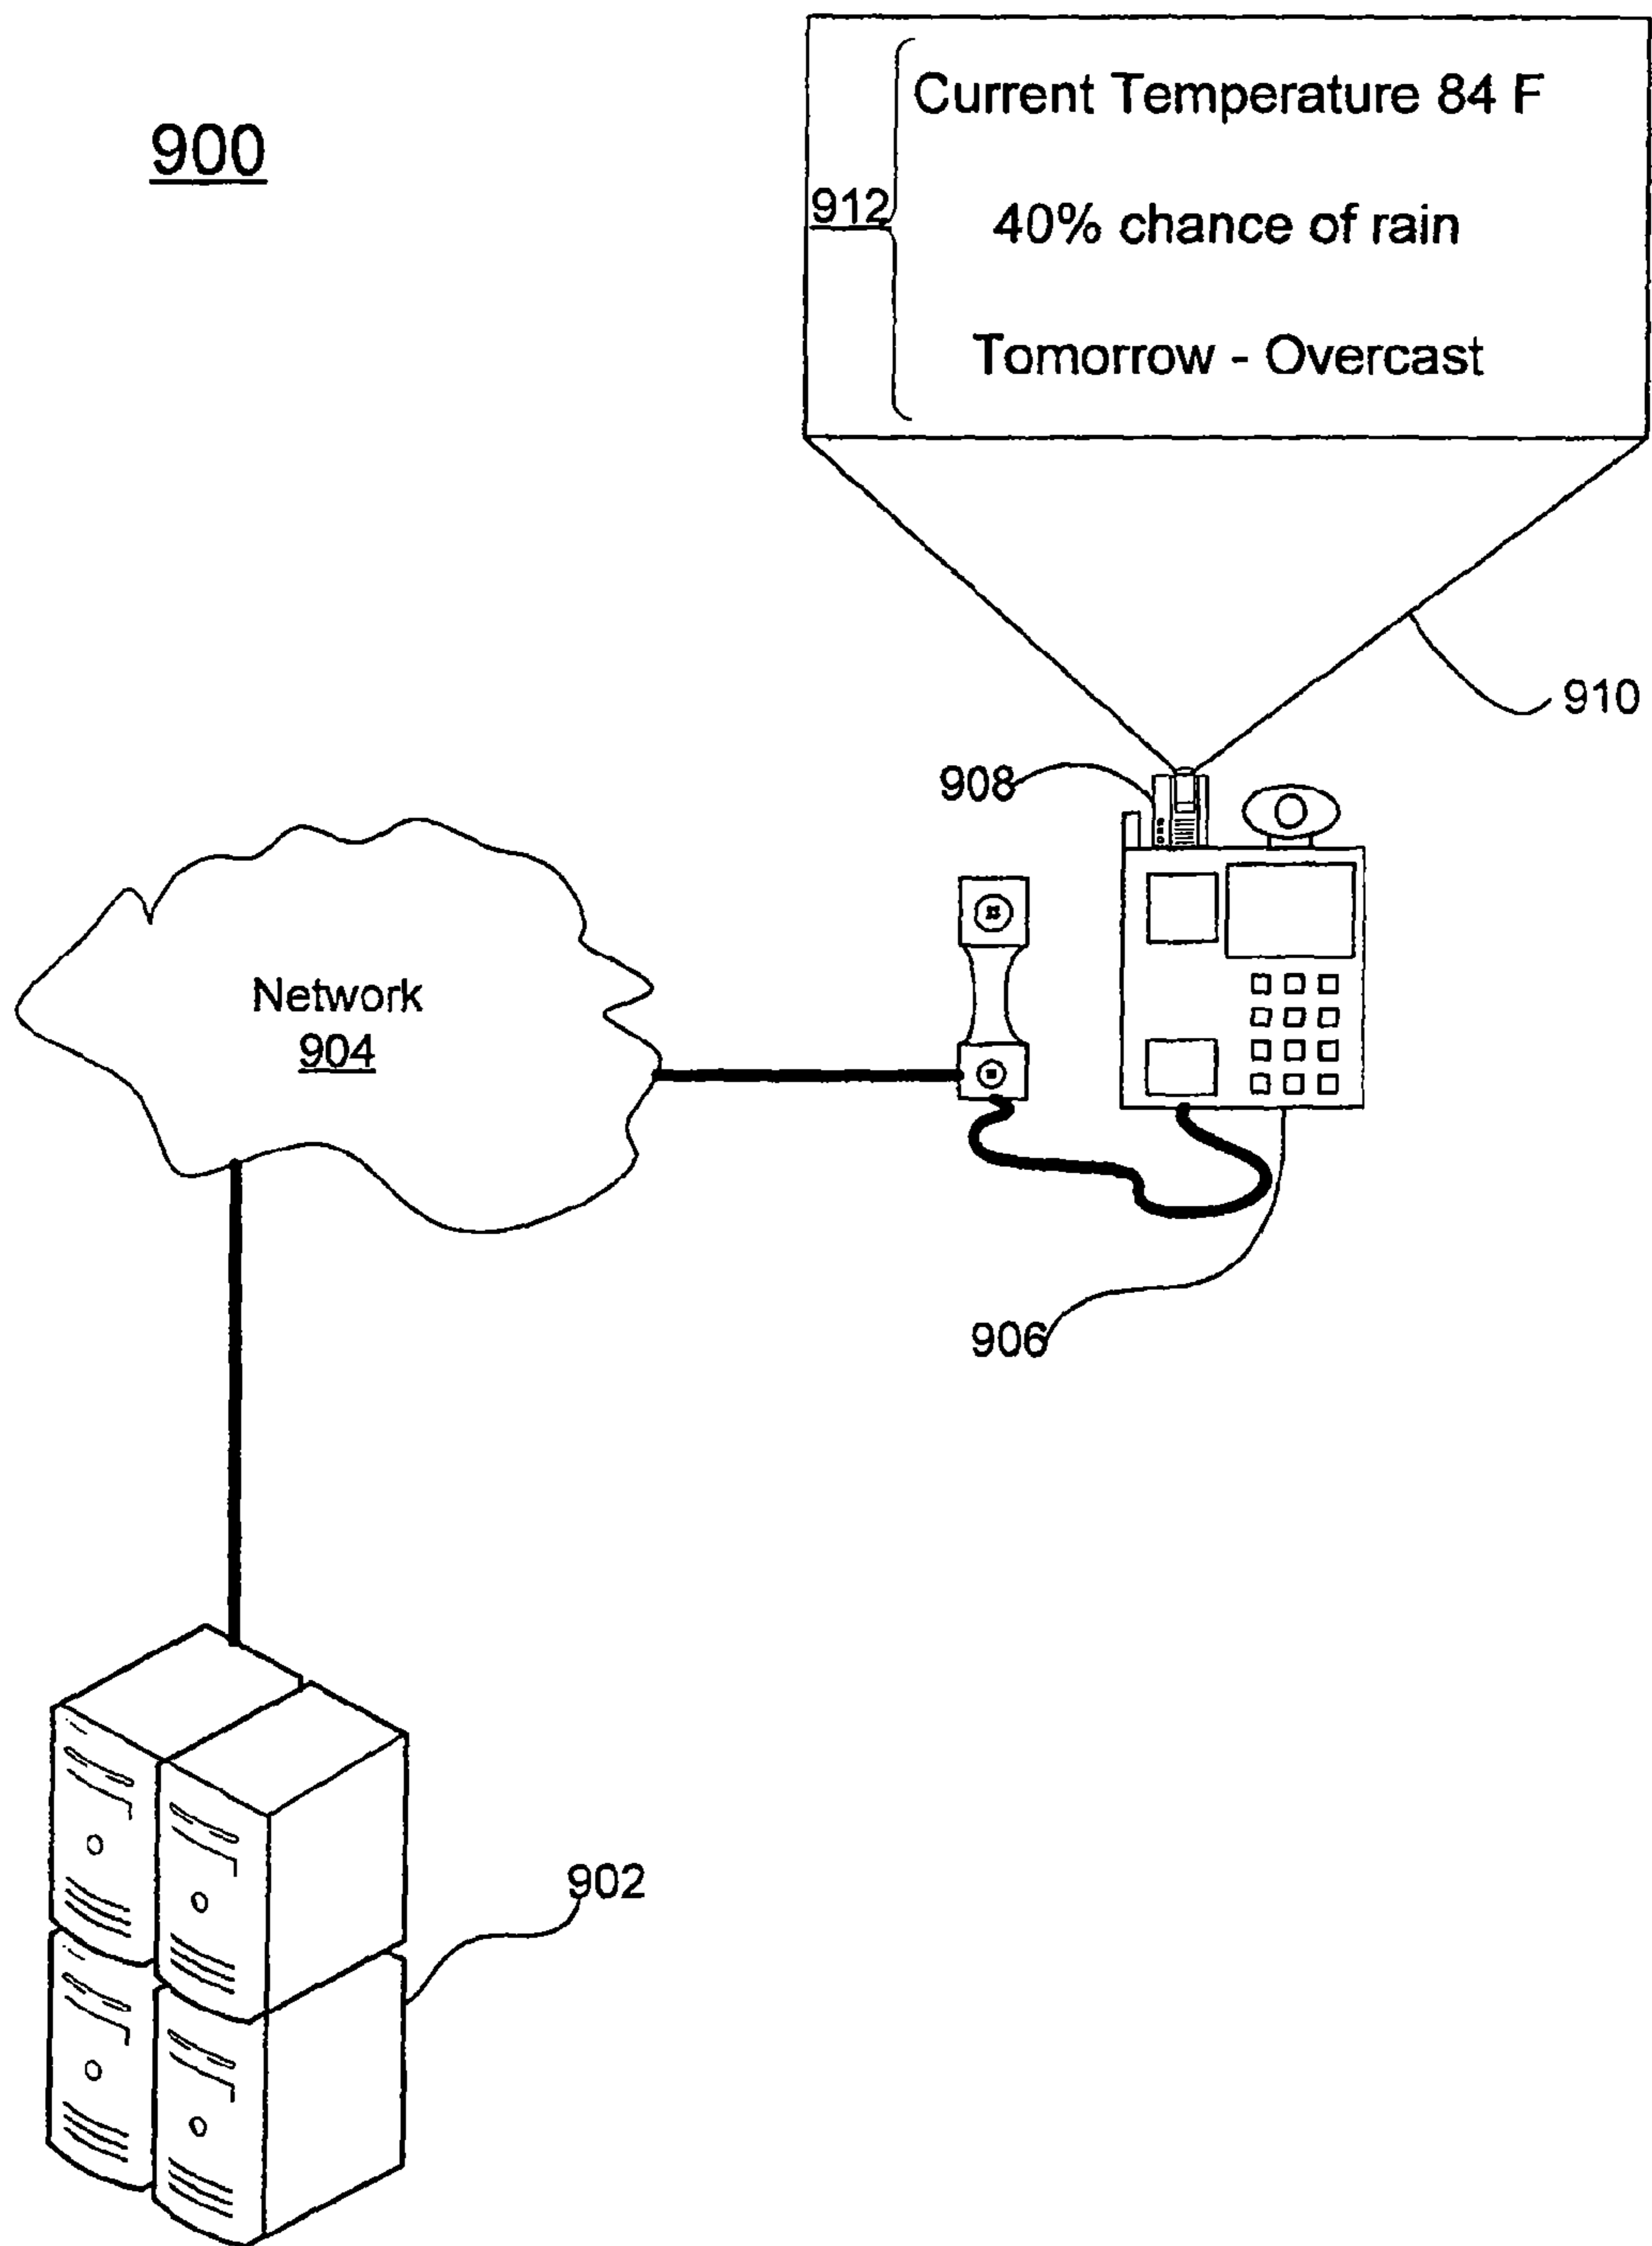 900
Current Temperature 84 F
912
40% chance of rain
Tomorrow - Overcast
910
908
Network
904
906
902